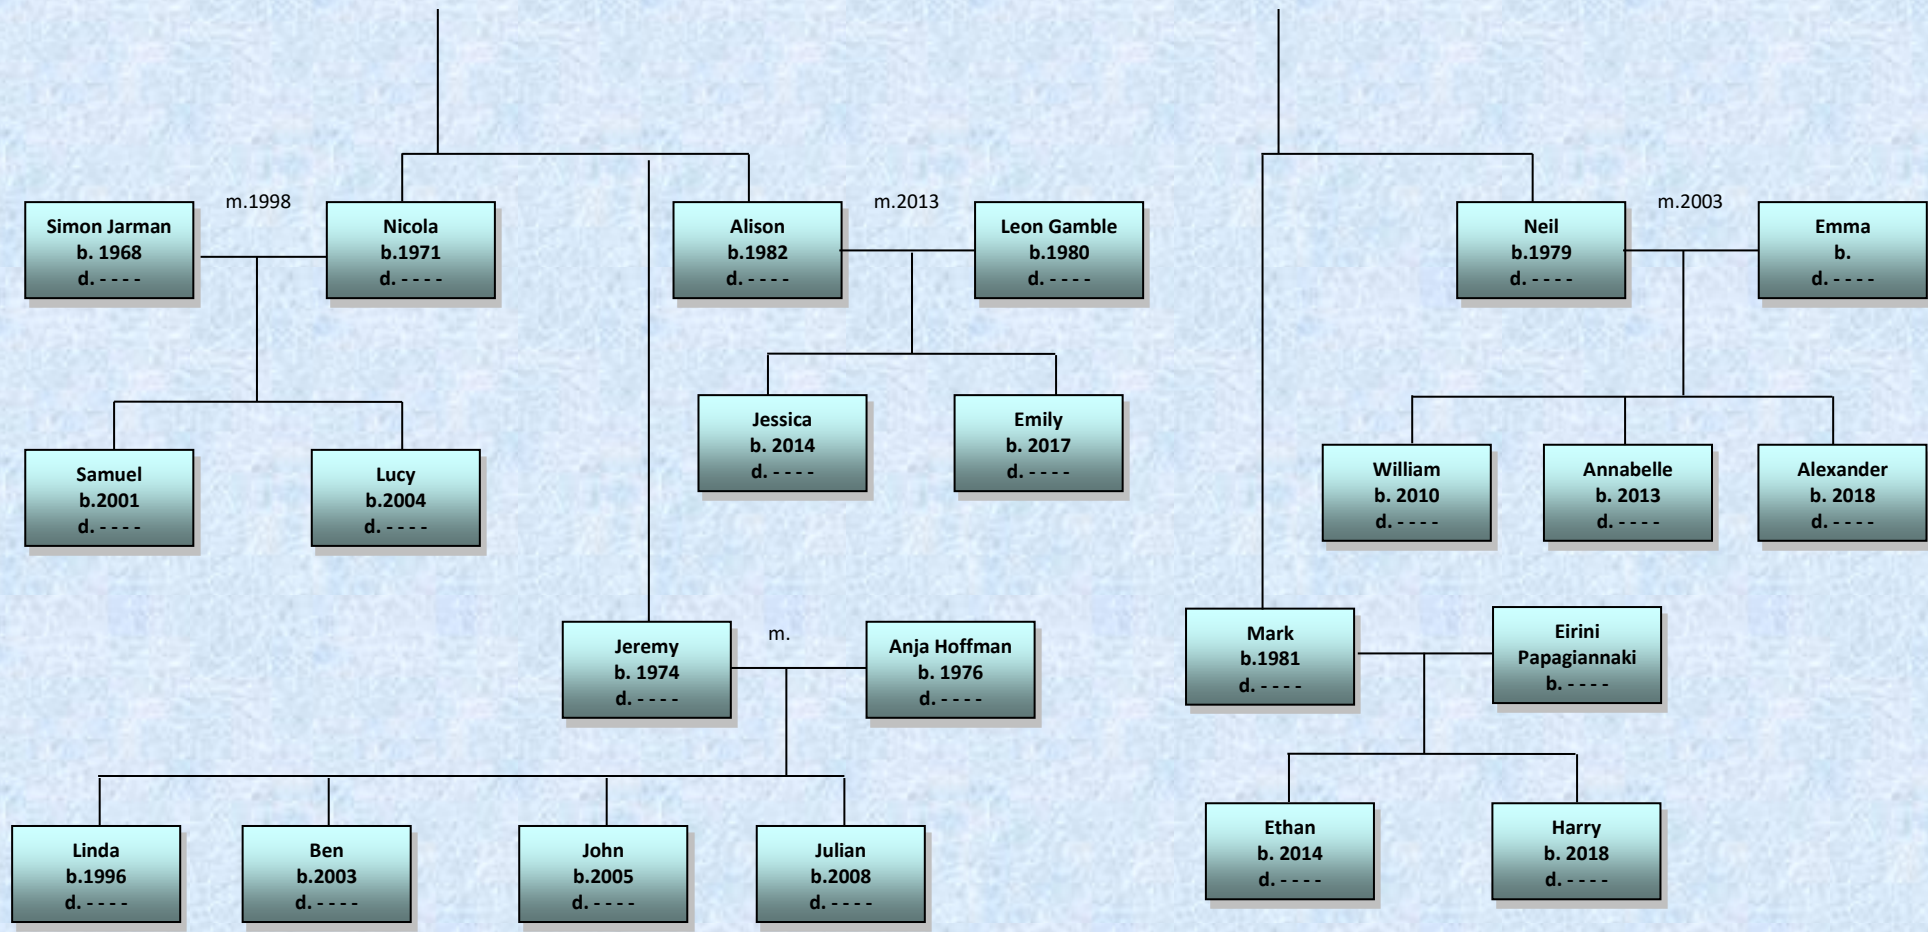 m.1998
m.2013
m.2003
Simon Jarman
b. 1968
d. - - - -
Nicola
b.1971
d. - - - -
Alison
b.1982
d. - - - -
Leon Gamble
b.1980
d. - - - -
Neil
b.1979
d. - - - -
Emma
b.
d. - - - -
Jessica
b. 2014
d. - - - -
Emily
b. 2017
d. - - - -
Samuel
b.2001
d. - - - -
Lucy
b.2004
d. - - - -
William
b. 2010
d. - - - -
Annabelle
b. 2013
d. - - - -
Alexander
b. 2018
d. - - - -
Jeremy
b. 1974
d. - - - -
m.
Anja Hoffman
b. 1976
d. - - - -
Mark
b.1981
d. - - - -
Eirini
Papagiannaki
b. - - - -
Linda
b.1996
d. - - - -
Ben
b.2003
d. - - - -
John
b.2005
d. - - - -
Julian
b.2008
d. - - - -
Ethan
b. 2014
d. - - - -
Harry
b. 2018
d. - - - -